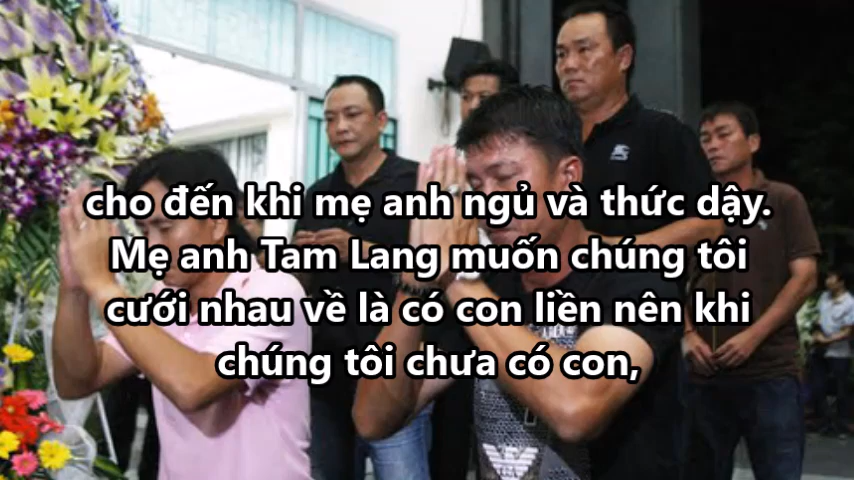 cho đến khi mẹ anh ngủ và thức dậy.
Mẹ anh Tam Lang muốn chúng tôi
cưới nhau về là có con liền nên khi
chúng tôi chưa có con,